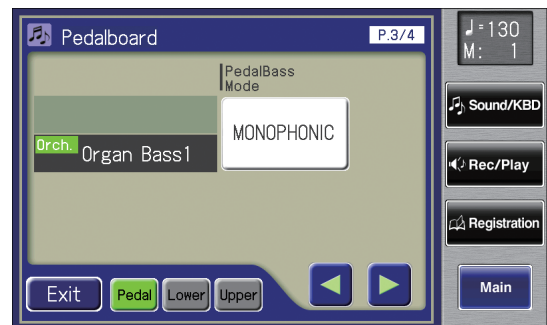 Pedalboard
P.3/4
PedalBass
Mode
MONOPHONIC
Orch.
Organ Bass1
Exit
Pedal
Lower
Upper
♩=130
M: 1
Sound/KBD
Rec/Play
Registration
Main